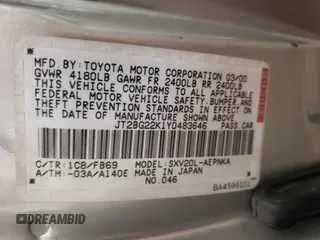 MFD.BY:TOYOTA MOTOR CORPORATION 03/00
GVWR 4180LB GAWR FR 2400LB RR 2400LB
THIS VEHICLE CONFORMS TO ALL APPLICABLE
FEDERAL MOTOR VEHICLE SAFETY,BUMPER,AND
THEFT PREVENTION STANDARDS IN EFFECT ON
THE DATE OF MANUFACTURE SHOWN ABOVE.
JT2BG22K1Y0483646 PASS.CAR
C/TR:1C8/FB69 MODEL:SXV20L-AEPNKA
A/TM:-03A/A140E MADE IN JAPAN
NO.046
BA4599101
DREAMBID